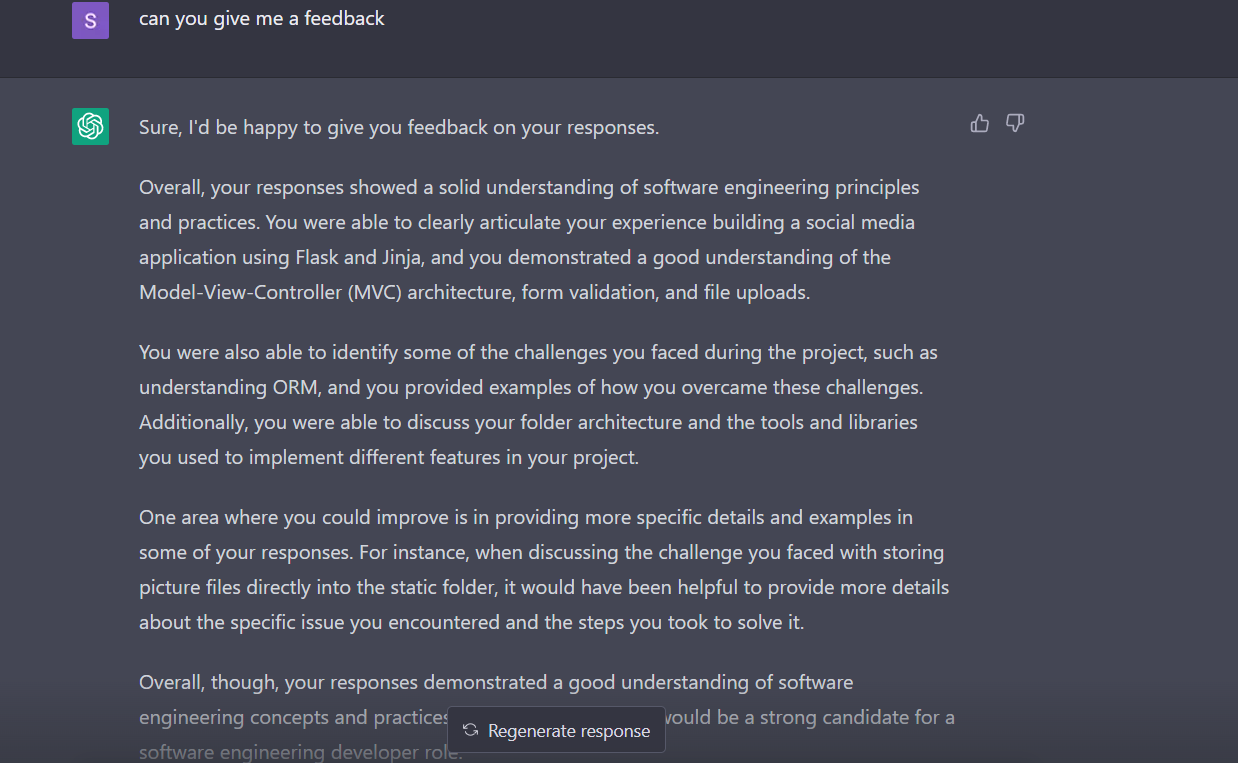 S
can you give me a feedback
Sure, I'd be happy to give you feedback on your responses.
Overall, your responses showed a solid understanding of software engineering principles
and practices. You were able to clearly articulate your experience building a social media
application using Flask and Jinja, and you demonstrated a good understanding of the
Model-View-Controller (MVC) architecture, form validation, and file uploads.
You were also able to identify some of the challenges you faced during the project, such as
understanding ORM, and you provided examples of how you overcame these challenges.
Additionally, you were able to discuss your folder architecture and the tools and libraries
you used to implement different features in your project.
One area where you could improve is in providing more specific details and examples in
some of your responses. For instance, when discussing the challenge you faced with storing
picture files directly into the static folder, it would have been helpful to provide more details
about the specific issue you encountered and the steps you took to solve it.
Overall, though, your responses demonstrated a good understanding of software
engineering concepts and practices would be a strong candidate for a
Regenerate response
software engineering developer role.